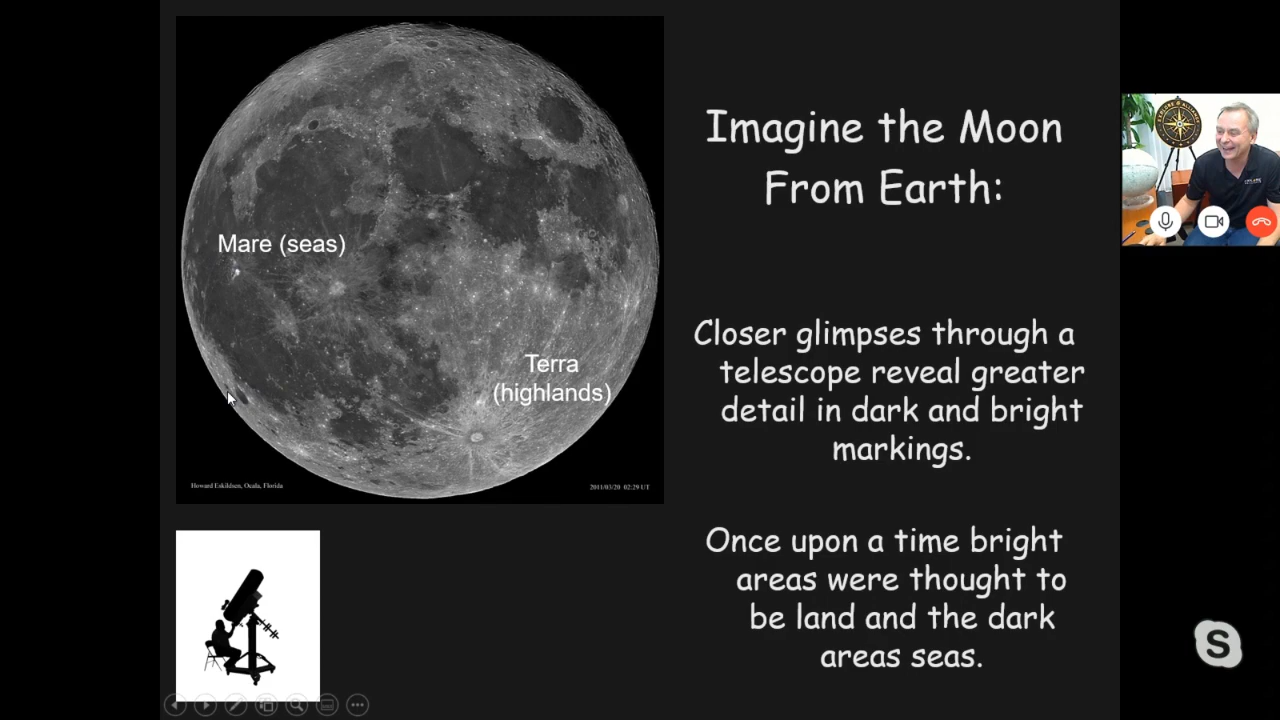 Imagine the Moon
From Earth:
Mare (seas)
Terra
(highlands)
Closer glimpses through a
telescope reveal greater
detail in dark and bright
markings.
Howard Eskildsen, Ocala, Florida
2011/03/20 02:29 UT
Once upon a time bright
areas were thought to
be land and the dark
areas seas.
S